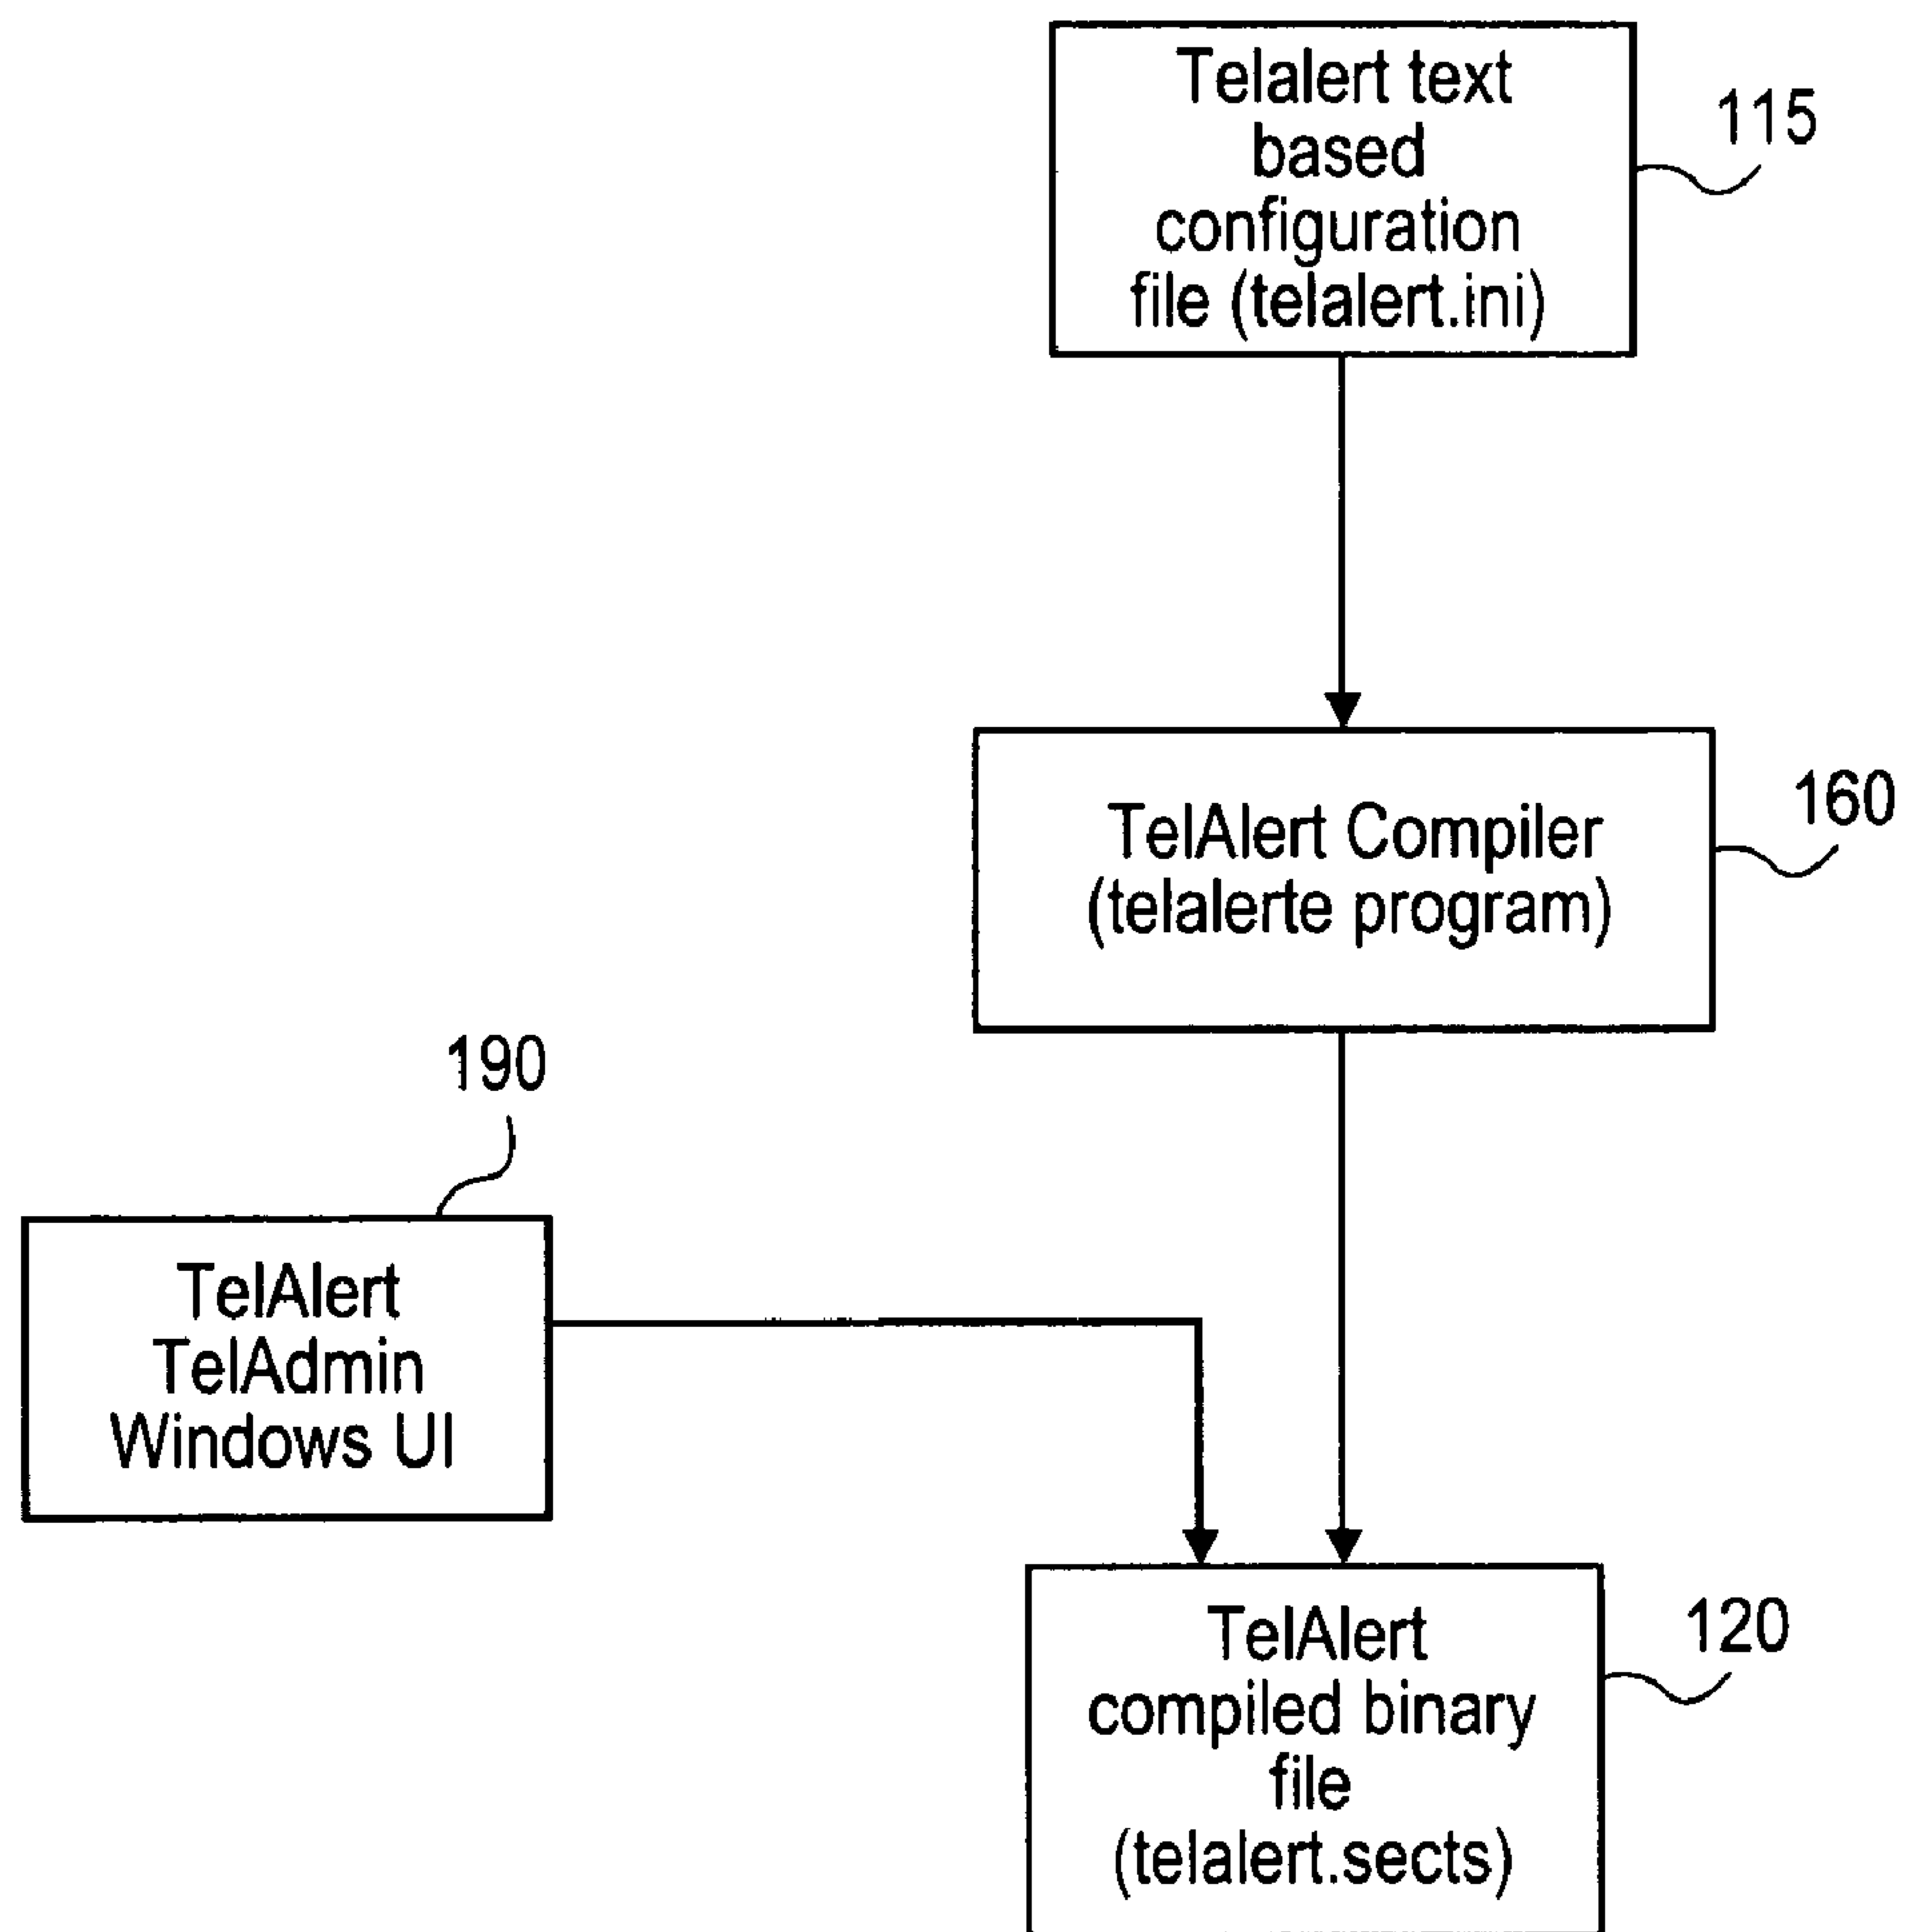 Telalert text
based
configuration
file (telalert.ini)
115
TelAlert Compiler
(telalerte program)
160
190
TelAlert
TelAdmin
Windows UI
TelAlert
compiled binary
file
(telalert.sects)
120